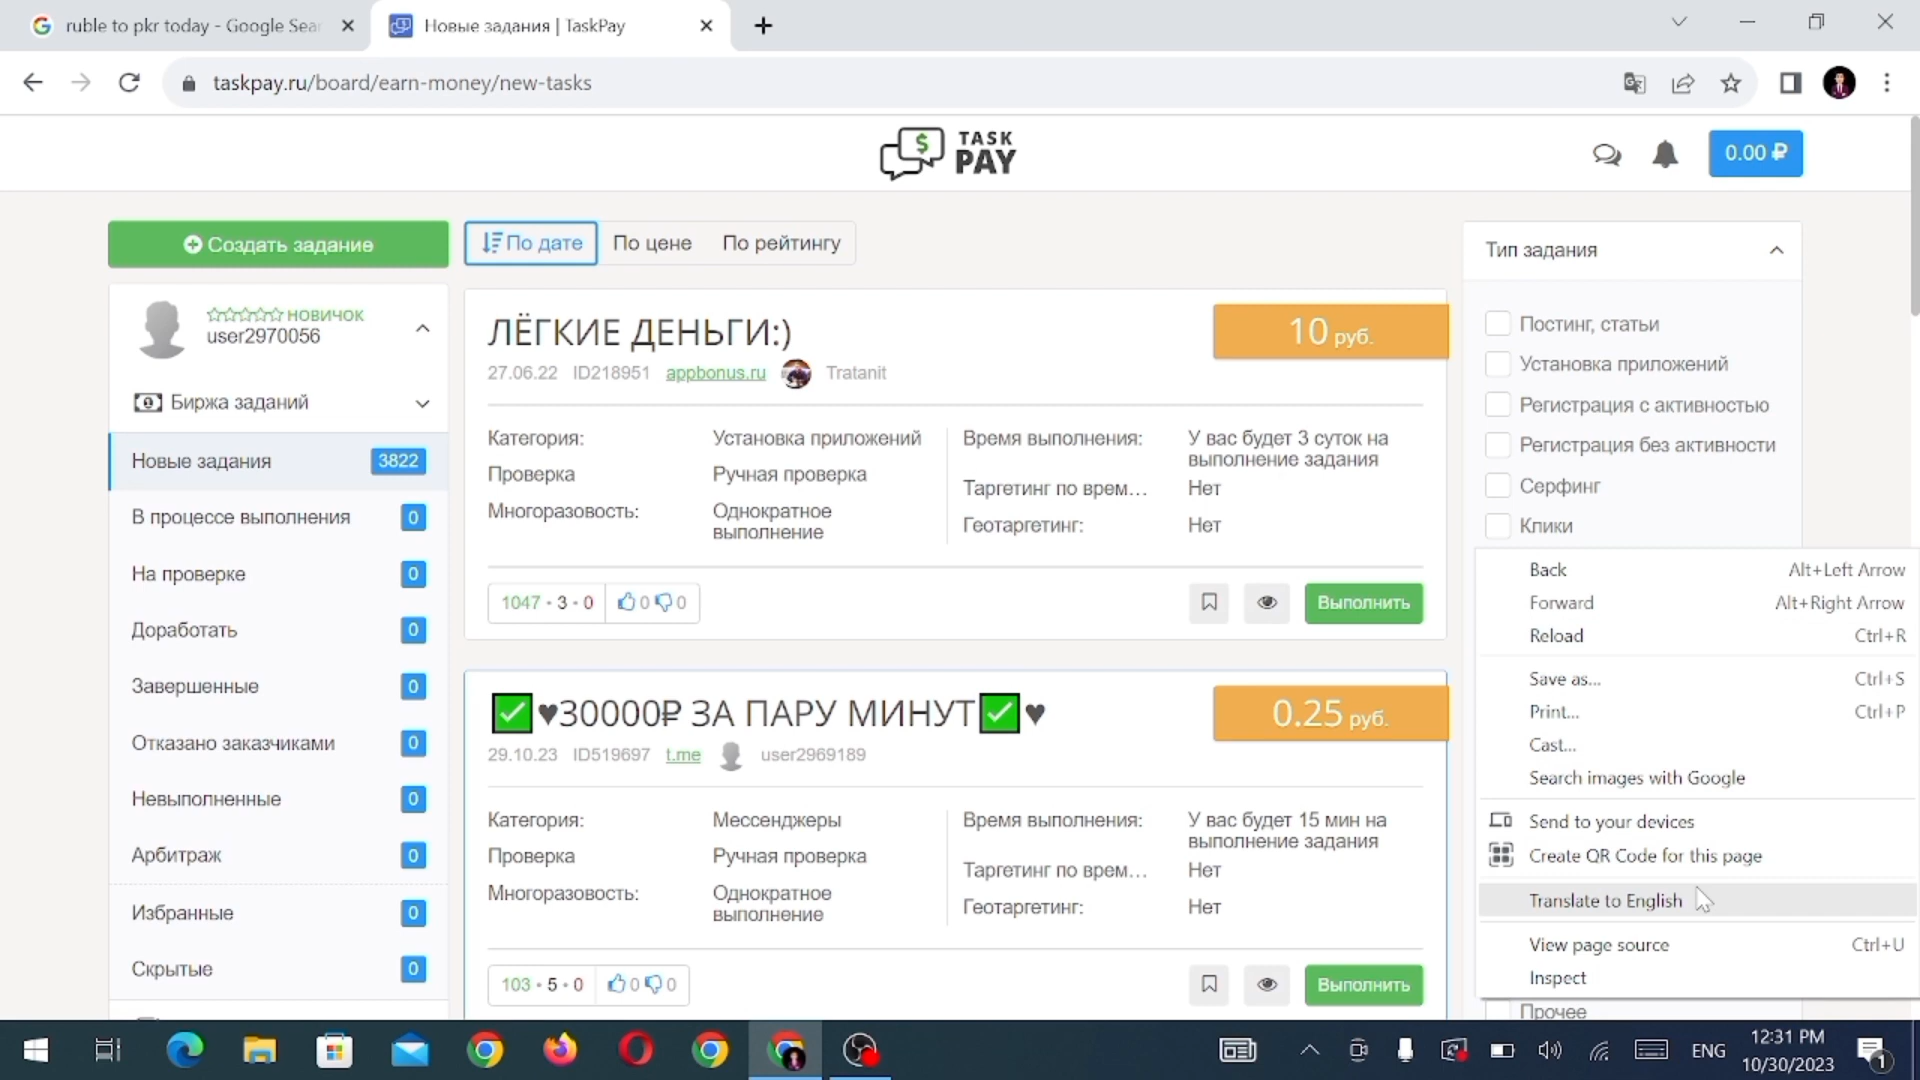 ruble to pkr today - Google Sear
Новые задания | TaskPay
taskpay.ru/board/earn-money/new-tasks
TASK
PAY
0.00 ₽
Создать задание
По дате
По цене
По рейтингу
НОВИЧОК
user2970056
Биржа заданий
Новые задания 3822
В процессе выполнения 0
На проверке 0
Доработать 0
Завершенные 0
Отказано заказчиками 0
Невыполненные 0
Арбитраж 0
Избранные 0
Скрытые 0
ЛЁГКИЕ ДЕНЬГИ:)
10 руб.
27.06.22 ID218951 appbonus.ru Tratanit
Категория: Установка приложений
Проверка Ручная проверка
Многоразовость: Однократное
выполнение
Время выполнения: У вас будет 3 суток на
выполнение задания
Таргетинг по врем... Нет
Геотаргетинг: Нет
1047 • 3 • 0 0 0
Выполнить
✅♥30000₽ ЗА ПАРУ МИНУТ✅♥
0.25 руб.
29.10.23 ID519697 t.me user2969189
Категория: Мессенджеры
Проверка Ручная проверка
Многоразовость: Однократное
выполнение
Время выполнения: У вас будет 15 мин на
выполнение задания
Таргетинг по врем... Нет
Геотаргетинг: Нет
103 • 5 • 0 0 0
Выполнить
Тип задания
Постинг, статьи
Установка приложений
Регистрация с активностью
Регистрация без активности
Серфинг
Клики
Back Alt+Left Arrow
Forward Alt+Right Arrow
Reload Ctrl+R
Save as... Ctrl+S
Print... Ctrl+P
Cast...
Search images with Google
Send to your devices
Create QR Code for this page
Translate to English
View page source Ctrl+U
Inspect
Прочее
ENG
12:31 PM
10/30/2023
1